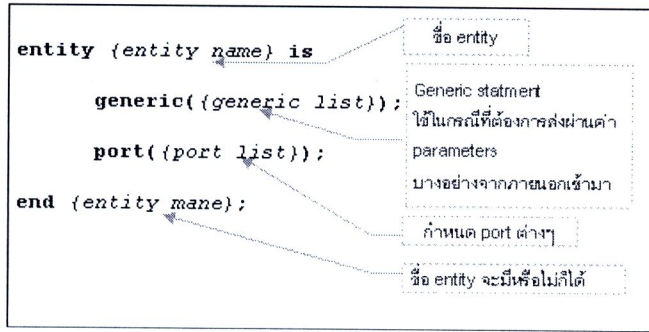 entity {entity name} is
generic({generic list});
port({port list});
end {entity mane};
ชื่อ entity
Generic statment
ใช้ในกรณีที่ต้องการส่งผ่านค่า
parameters
บางอย่างจากภายนอกเข้ามา
กำหนด port ต่างๆ
ชื่อ entity จะมีหรือไม่ก็ได้